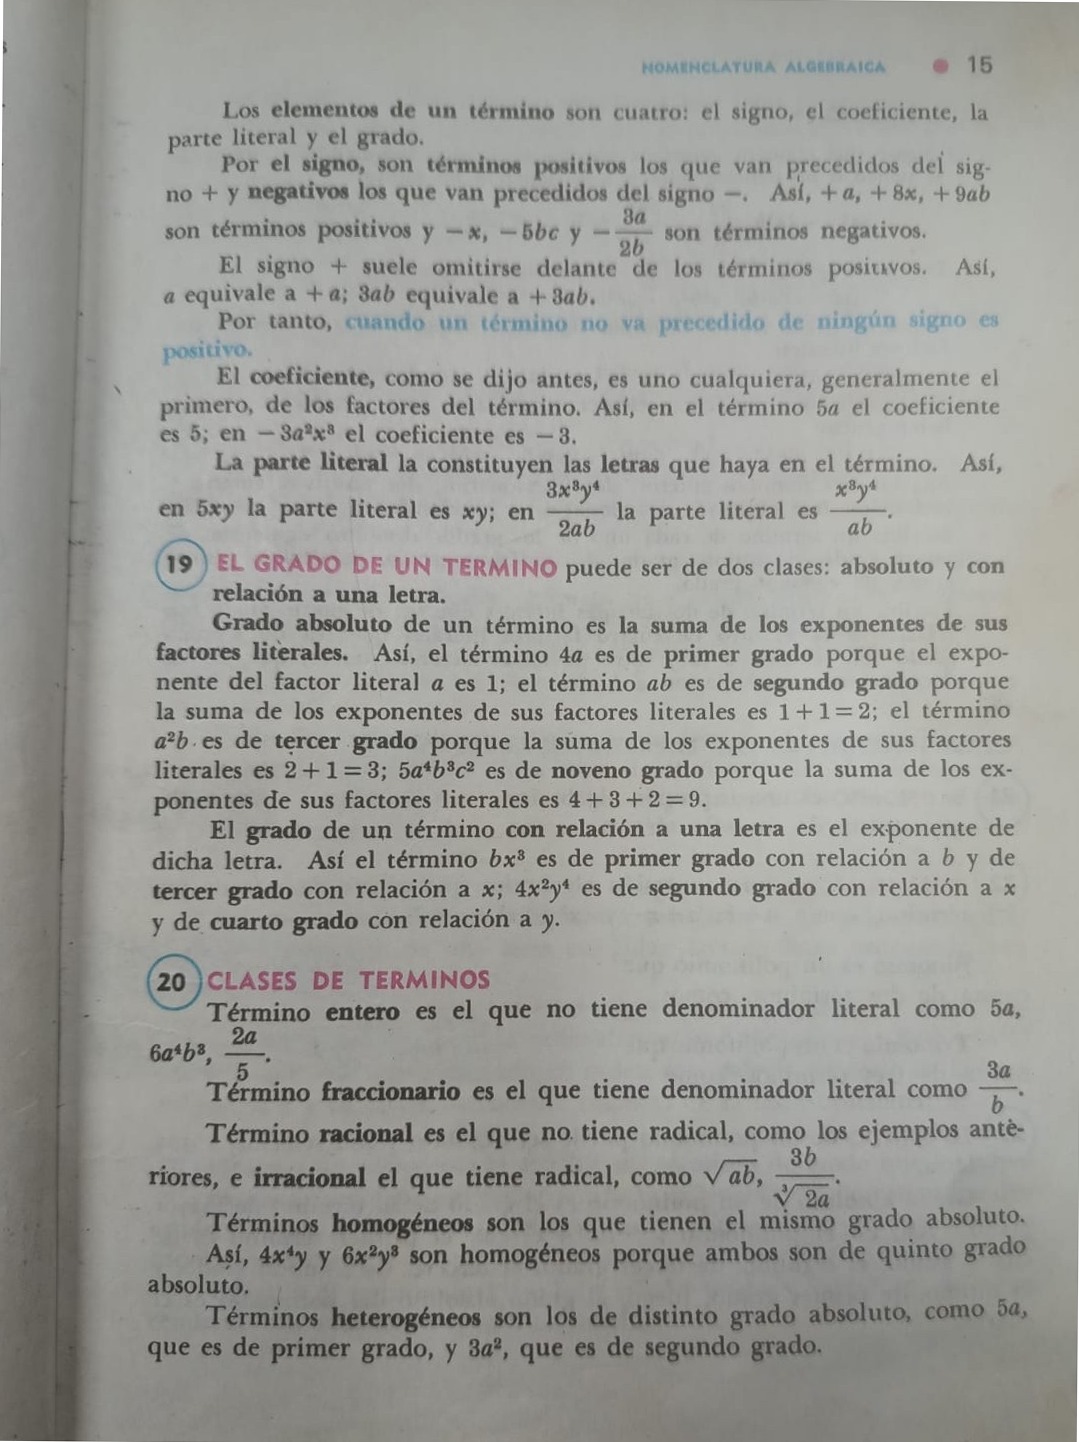 NOMENCLATURA ALGEBRAICA ● 15
Los elementos de un término son cuatro: el signo, el coeficiente, la
parte literal y el grado.
Por el signo, son términos positivos los que van precedidos del sig-
no + y negativos los que van precedidos del signo −. Así, + a, + 8x, + 9ab
son términos positivos y − x, − 5bc y − 3a/2b son términos negativos.
El signo + suele omitirse delante de los términos positivos. Así,
a equivale a + a; 3ab equivale a + 3ab.
Por tanto, cuando un término no va precedido de ningún signo es
positivo.
El coeficiente, como se dijo antes, es uno cualquiera, generalmente el
primero, de los factores del término. Así, en el término 5a el coeficiente
es 5; en − 3a²x³ el coeficiente es − 3.
La parte literal la constituyen las letras que haya en el término. Así,
en 5xy la parte literal es xy; en 3x³y⁴/2ab la parte literal es x³y⁴/ab.
19 EL GRADO DE UN TERMINO puede ser de dos clases: absoluto y con
relación a una letra.
Grado absoluto de un término es la suma de los exponentes de sus
factores literales. Así, el término 4a es de primer grado porque el expo-
nente del factor literal a es 1; el término ab es de segundo grado porque
la suma de los exponentes de sus factores literales es 1 + 1 = 2; el término
a²b es de tercer grado porque la suma de los exponentes de sus factores
literales es 2 + 1 = 3; 5a⁴b³c² es de noveno grado porque la suma de los ex-
ponentes de sus factores literales es 4 + 3 + 2 = 9.
El grado de un término con relación a una letra es el exponente de
dicha letra. Así el término bx³ es de primer grado con relación a b y de
tercer grado con relación a x; 4x²y⁴ es de segundo grado con relación a x
y de cuarto grado con relación a y.
20 CLASES DE TERMINOS
Término entero es el que no tiene denominador literal como 5a,
6a⁴b³, 2a/5.
Término fraccionario es el que tiene denominador literal como 3a/b.
Término racional es el que no tiene radical, como los ejemplos ante-
riores, e irracional el que tiene radical, como √ab, 3b/∛2a.
Términos homogéneos son los que tienen el mismo grado absoluto.
Así, 4x⁴y y 6x²y³ son homogéneos porque ambos son de quinto grado
absoluto.
Términos heterogéneos son los de distinto grado absoluto, como 5a,
que es de primer grado, y 3a², que es de segundo grado.